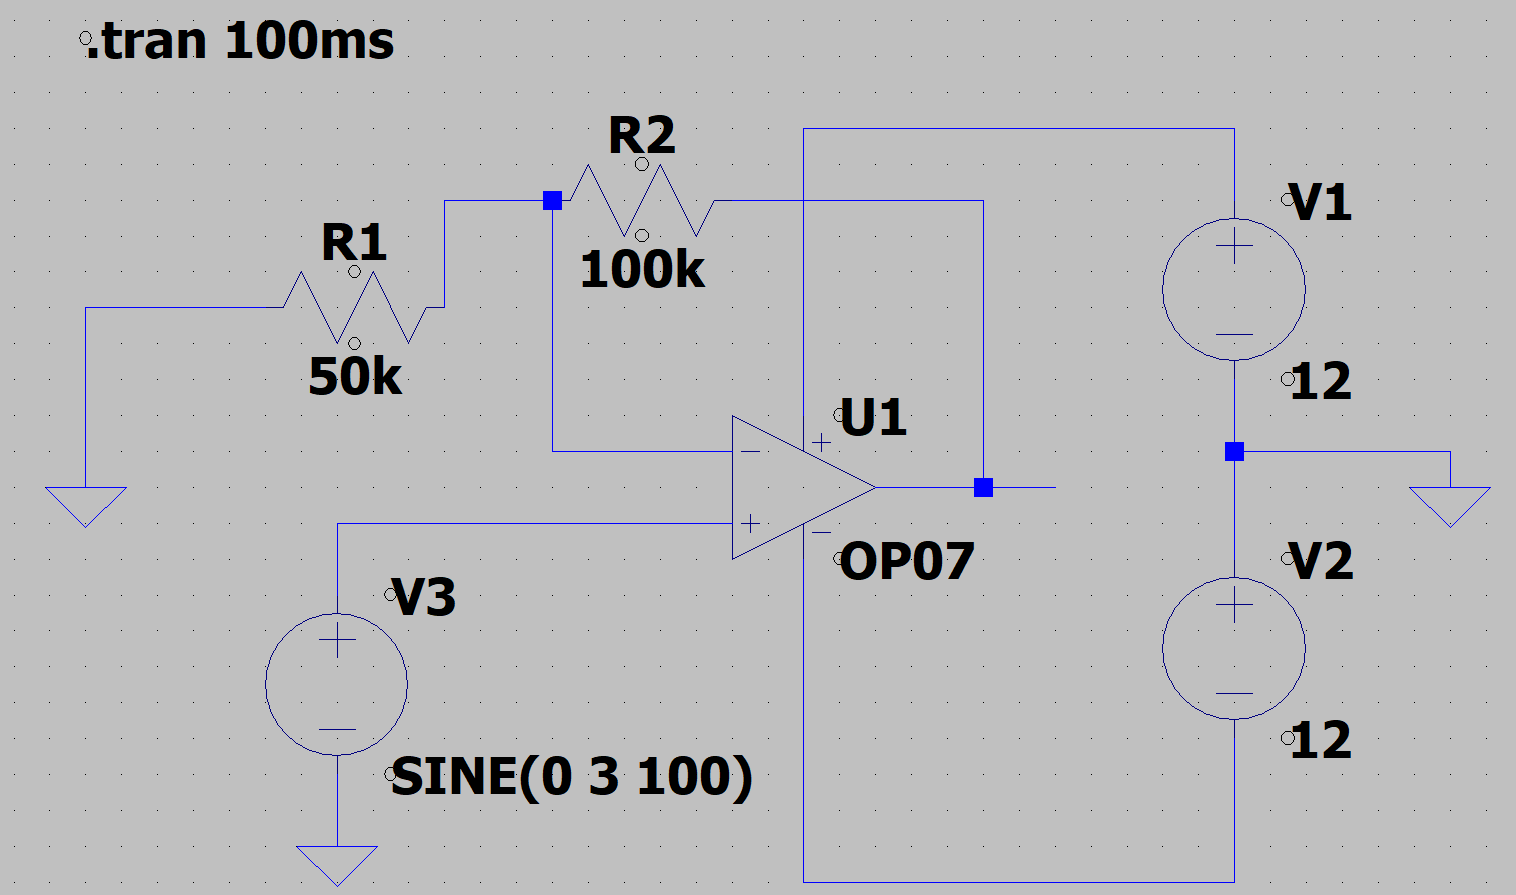 .tran 100ms
R2
100k
R1
50k
V1
12
U1
OP07
V2
12
V3
SINE(0 3 100)